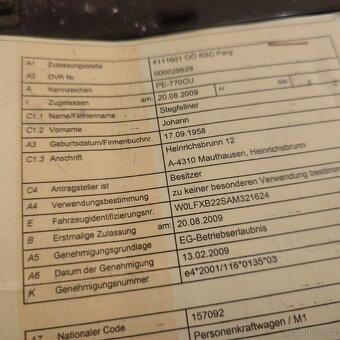 A1 Zulassungsstelle 4111601 OÖ KSC Perg
A2 DVR Nr. 000029629
A Kennzeichen PE-770CU
I Zugelassen am: 20.08.2009 H
C1.1 Name/Firmenname Stegfellner
C1.2 Vorname Johann
A3 Geburtsdatum/Firmenbuchnr. 17.09.1958
C1.3 Anschrift Heinrichsbrunn 12
A-4310 Mauthausen, Heinrichsbrunn
C4 Antragsteller ist Besitzer
A4 Verwendungsbestimmung zu keiner besonderen Verwendung bestimm
E Fahrzeugidentifizierungsnr. W0LFXB22SAM321624
B Erstmalige Zulassung am: 20.08.2009
A5 Genehmigungsgrundlage EG-Betriebserlaubnis
A6 Datum der Genehmigung 13.02.2009
K Genehmigungsnummer e4*2001/116*0135*03
A7 Nationaler Code 157092
Personenkraftwagen / M1